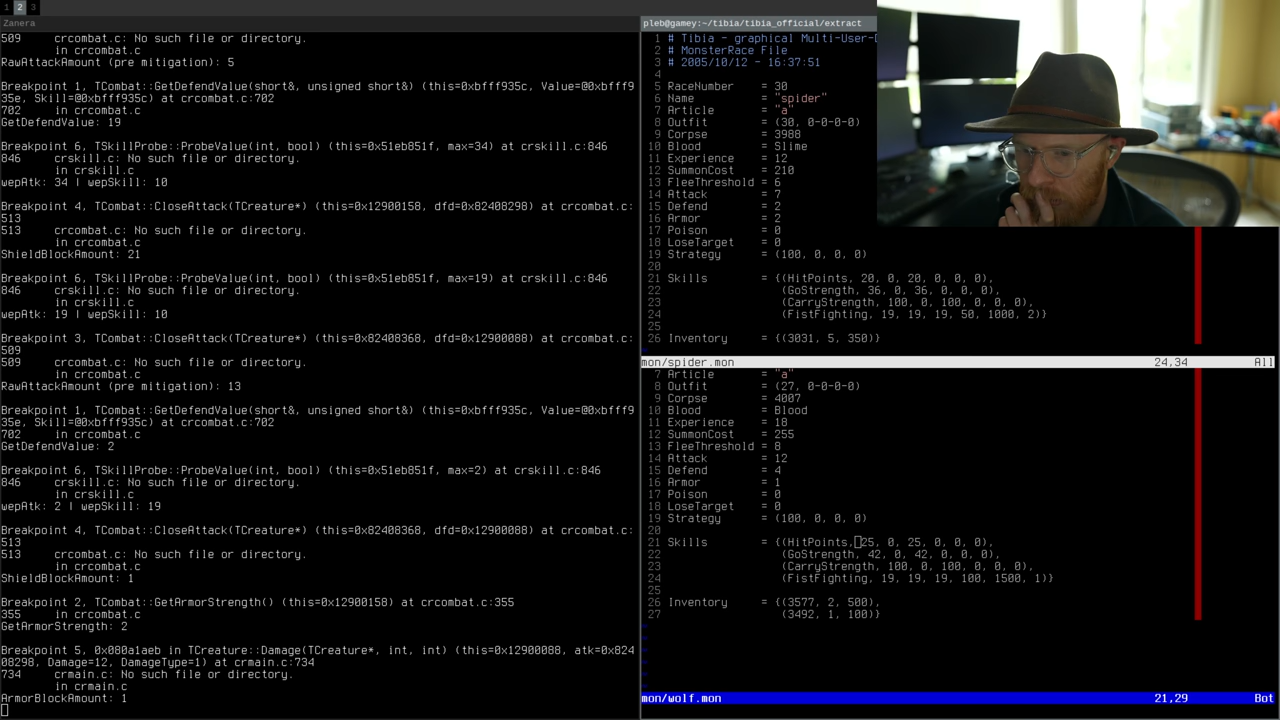 1 2 3
Zanera
509     crcombat.c: No such file or directory.
        in crcombat.c
RawAttackAmount (pre mitigation): 5
Breakpoint 1, TCombat::GetDefendValue(short&, unsigned short&) (this=0xbfff935c, Value=@0xbfff9
35e, Skill=@0xbfff935c) at crcombat.c:702
702 in crcombat.c
GetDefendValue: 19
Breakpoint 6, TSkillProbe::ProbeValue(int, bool) (this=0x51eb851f, max=34) at crskill.c:846
846     crskill.c: No such file or directory.
        in crskill.c
wepAtk: 34 | wepSkill: 10
Breakpoint 4, TCombat::CloseAttack(TCreature*) (this=0x12900158, dfd=0x82408298) at crcombat.c:
513
513     crcombat.c: No such file or directory.
        in crcombat.c
ShieldBlockAmount: 21
Breakpoint 6, TSkillProbe::ProbeValue(int, bool) (this=0x51eb851f, max=19) at crskill.c:846
846     crskill.c: No such file or directory.
        in crskill.c
wepAtk: 19 | wepSkill: 10
Breakpoint 3, TCombat::CloseAttack(TCreature*) (this=0x82408368, dfd=0x12900088) at crcombat.c:
509
509     crcombat.c: No such file or directory.
        in crcombat.c
RawAttackAmount (pre mitigation): 13
Breakpoint 1, TCombat::GetDefendValue(short&, unsigned short&) (this=0xbfff935c, Value=@0xbfff9
35e, Skill=@0xbfff935c) at crcombat.c:702
702     in crcombat.c
GetDefendValue: 2
Breakpoint 6, TSkillProbe::ProbeValue(int, bool) (this=0x51eb851f, max=2) at crskill.c:846
846     crskill.c: No such file or directory.
        in crskill.c
wepAtk: 2 | wepSkill: 19
Breakpoint 4, TCombat::CloseAttack(TCreature*) (this=0x82408368, dfd=0x12900088) at crcombat.c:
513
513     crcombat.c: No such file or directory.
        in crcombat.c
ShieldBlockAmount: 1
Breakpoint 2, TCombat::GetArmorStrength() (this=0x12900158) at crcombat.c:355
355     in crcombat.c
GetArmorStrength: 2
Breakpoint 5, 0x080a1aeb in TCreature::Damage(TCreature*, int, int) (this=0x12900088, atk=0x824
08298, Damage=12, DamageType=1) at crmain.c:734
734     crmain.c: No such file or directory.
        in crmain.c
ArmorBlockAmount: 1
pleb@gamey:~/tibia/tibia_official/extract
1 # Tibia - graphical Multi-User-D
2 # MonsterRace File
3 # 2005/10/12 - 16:37:51
4
5 RaceNumber    = 30
6 Name          = "spider"
7 Article       = "a"
8 Outfit        = (30, 0-0-0-0)
9 Corpse        = 3988
10 Blood         = Slime
11 Experience    = 12
12 SummonCost    = 210
13 FleeThreshold = 6
14 Attack        = 7
15 Defend        = 2
16 Armor         = 2
17 Poison        = 0
18 LoseTarget    = 0
19 Strategy      = (100, 0, 0, 0)
20
21 Skills        = {(HitPoints, 20, 0, 20, 0, 0, 0),
22                  (GoStrength, 36, 0, 36, 0, 0, 0),
23                  (CarryStrength, 100, 0, 100, 0, 0, 0),
24                  (FistFighting, 19, 19, 19, 50, 1000, 2)}
25
26 Inventory     = {(3031, 5, 350)}
mon/spider.mon 24,34 All
7 Article       = "a"
8 Outfit        = (27, 0-0-0-0)
9 Corpse        = 4007
10 Blood         = Blood
11 Experience    = 18
12 SummonCost    = 255
13 FleeThreshold = 8
14 Attack        = 12
15 Defend        = 4
16 Armor         = 1
17 Poison        = 0
18 LoseTarget    = 0
19 Strategy      = (100, 0, 0, 0)
20
21 Skills        = {(HitPoints, 25, 0, 25, 0, 0, 0),
22                  (GoStrength, 42, 0, 42, 0, 0, 0),
23                  (CarryStrength, 100, 0, 100, 0, 0, 0),
24                  (FistFighting, 19, 19, 19, 100, 1500, 1)}
25
26 Inventory     = {(3577, 2, 500),
27                  (3492, 1, 100)}
mon/wolf.mon 21,29 Bot